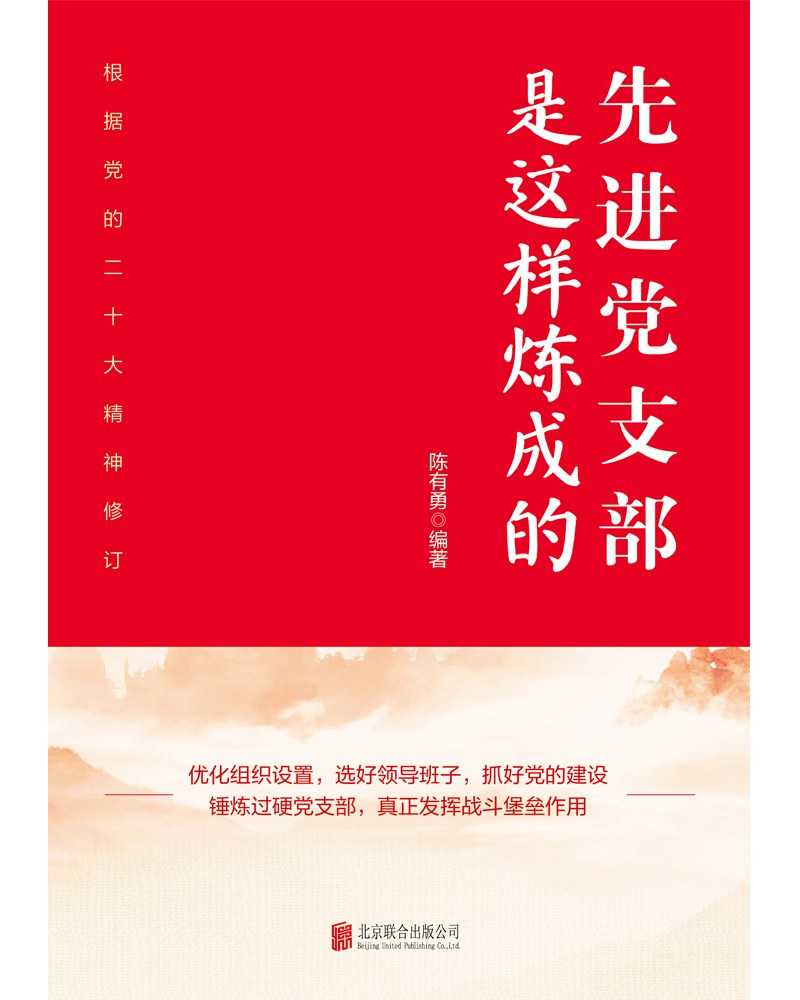 先进党支部
是这样炼成的
陈有勇◎编著
根据党的二十大精神修订
优化组织设置，选好领导班子，抓好党的建设
锤炼过硬党支部，真正发挥战斗堡垒作用
北京联合出版公司
Beijing United Publishing Co.,Ltd.